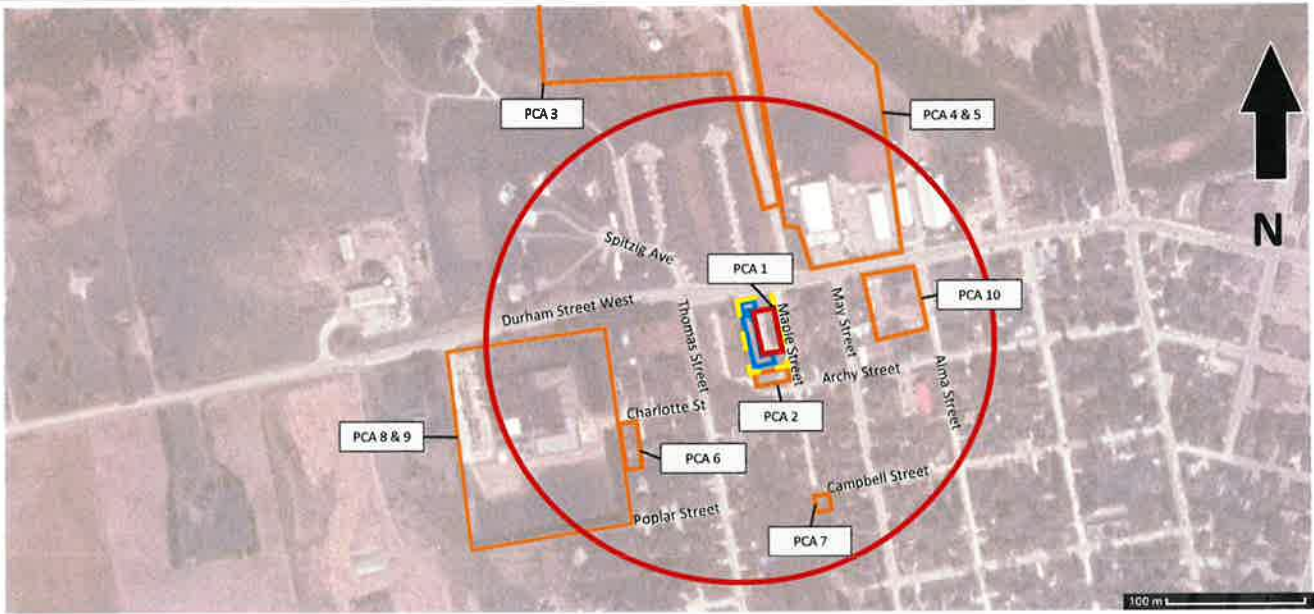 PCA 3
PCA 4 & 5
N
Spitzig Ave
PCA 1
PCA 10
Durham Street West
Thomas Street
Maple Street
May Street
Archy Street
Alma Street
Charlotte St
PCA 2
PCA 8 & 9
PCA 6
Campbell Street
Poplar Street
PCA 7
100 m